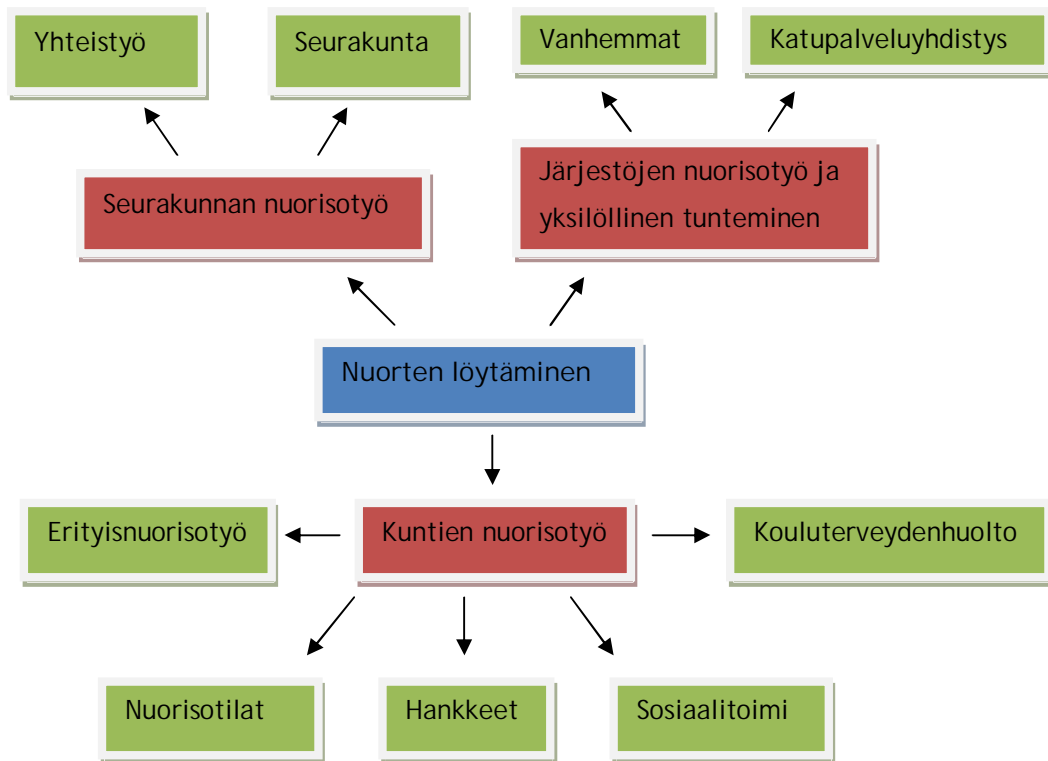 Yhteistyö
Seurakunta
Vanhemmat
Katupalveluyhdistys
Seurakunnan nuorisotyö
Järjestöjen nuorisotyö ja
yksilöllinen tunteminen
Nuorten löytäminen
Erityisnuorisotyö
Kuntien nuorisotyö
Kouluterveydenhuolto
Nuorisotilat
Hankkeet
Sosiaalitoimi